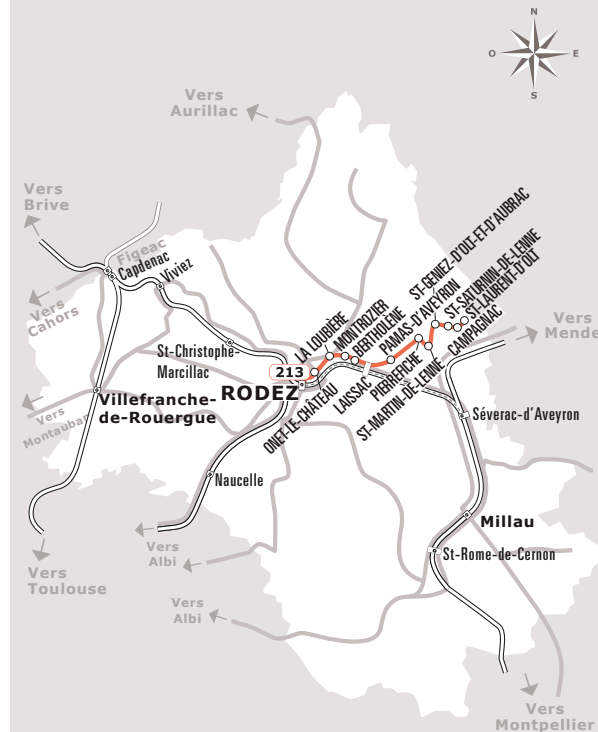 N
O
E
S
Vers
Aurillac
Vers
Brive
Figeac
Capdenac
Viviez
Vers
Cahors
ST-GENIEZ-D'OLT-ET-D'AUBRAC
ST-SATURNIN-DE-LENNE
ST-LAURENT-D'OLT
Vers
Mende
LA LOUBIÈRE
MONTROZIER
BERTHOLÈNE
PAMAS-D'AVEYRON
CAMPAGNAC
St-Christophe-
Marcillac
213
RODEZ
ONET-LE-CHÂTEAU
LAISSAC
PIERREFICHE
ST-MARTIN-DE-LENNE
Villefranche-
de-Rouergue
Vers
Montauban
Séverac-d'Aveyron
Naucelle
Millau
Vers
Albi
St-Rome-de-Cernon
Vers
Toulouse
Vers
Albi
Vers
Montpellier